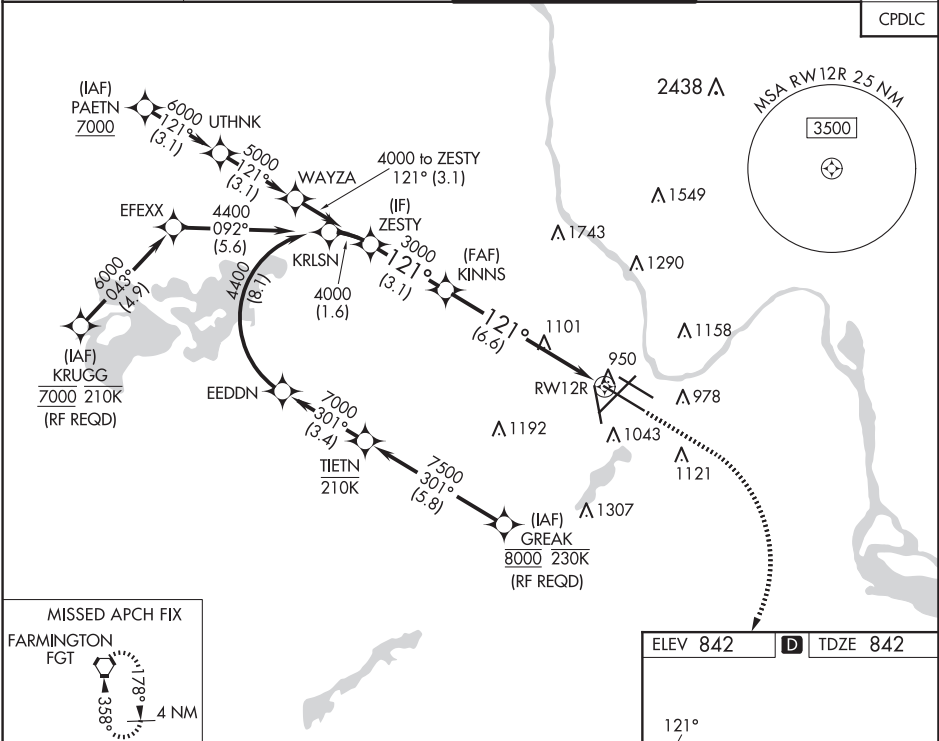 CPDLC
(IAF)
PAETN
7000
6000
121°
(3.1)
UTHNK
5000
121°
(3.1)
WAYZA
4000 to ZESTY
121° (3.1)
2438
MSA RW12R 25 NM
3500
1549
1743
1290
EFEXX
4400
092°
(5.6)
KRLSN
(IF)
ZESTY
3000
121°
(3.1)
(FAF)
KINNS
4000
(1.6)
6000
043°
(4.9)
4400
(8.1)
(IAF)
KRUGG
7000 210K
(RF REQD)
121°
(6.6)
1101
1158
950
RW12R
978
EEDDN
7000
301°
(3.4)
1192
1043
1121
TIETN
210K
7500
301°
(5.8)
1307
(IAF)
GREAK
8000 230K
(RF REQD)
MISSED APCH FIX
FARMINGTON
FGT
178°
358°
4 NM
ELEV 842 D TDZE 842
121°